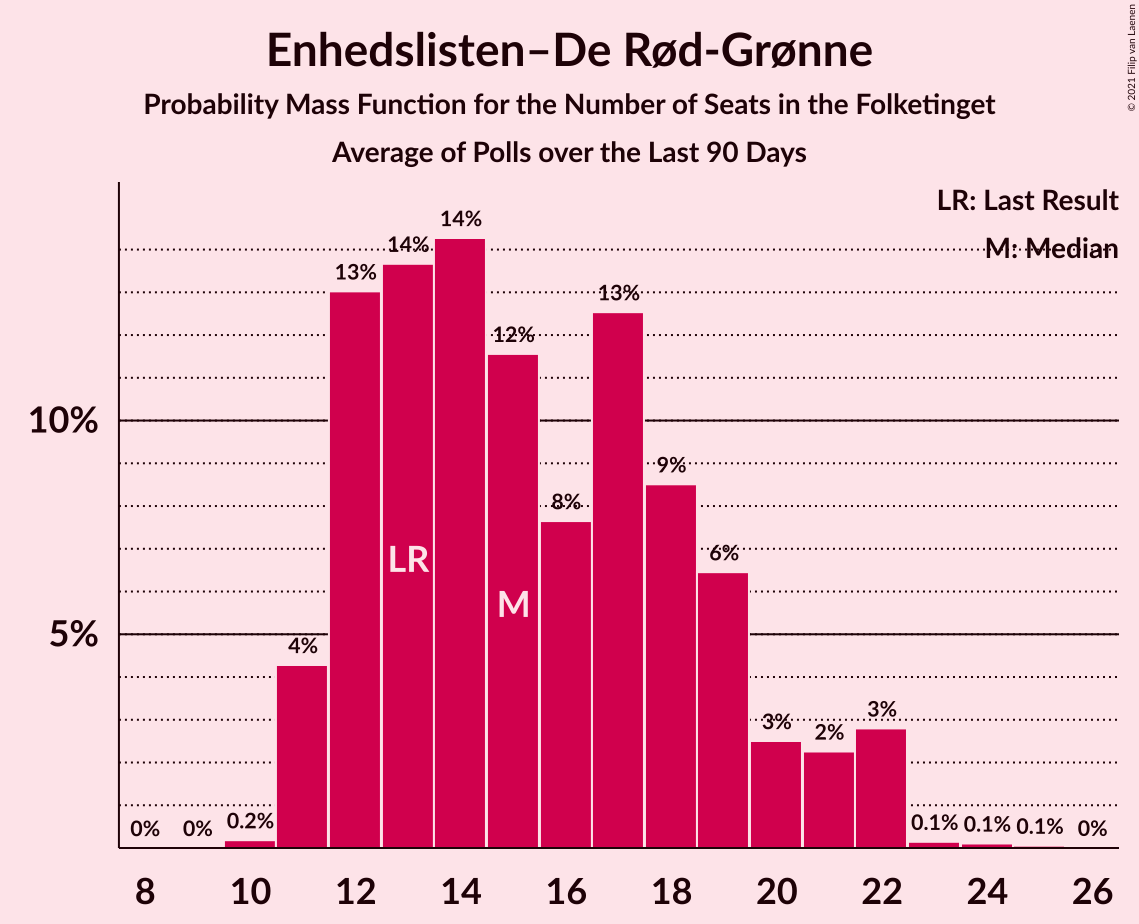 Enhedslisten–De Rød-Grønne
Probability Mass Function for the Number of Seats in the Folketinget
Average of Polls over the Last 90 Days
© 2021 Filip van Laenen
LR: Last Result
M: Median
10%
5%
0%
0%
0.2%
4%
13%
14%
14%
12%
8%
13%
9%
6%
3%
2%
3%
0.1%
0.1%
0.1%
0%
LR
M
8 10 12 14 16 18 20 22 24 26